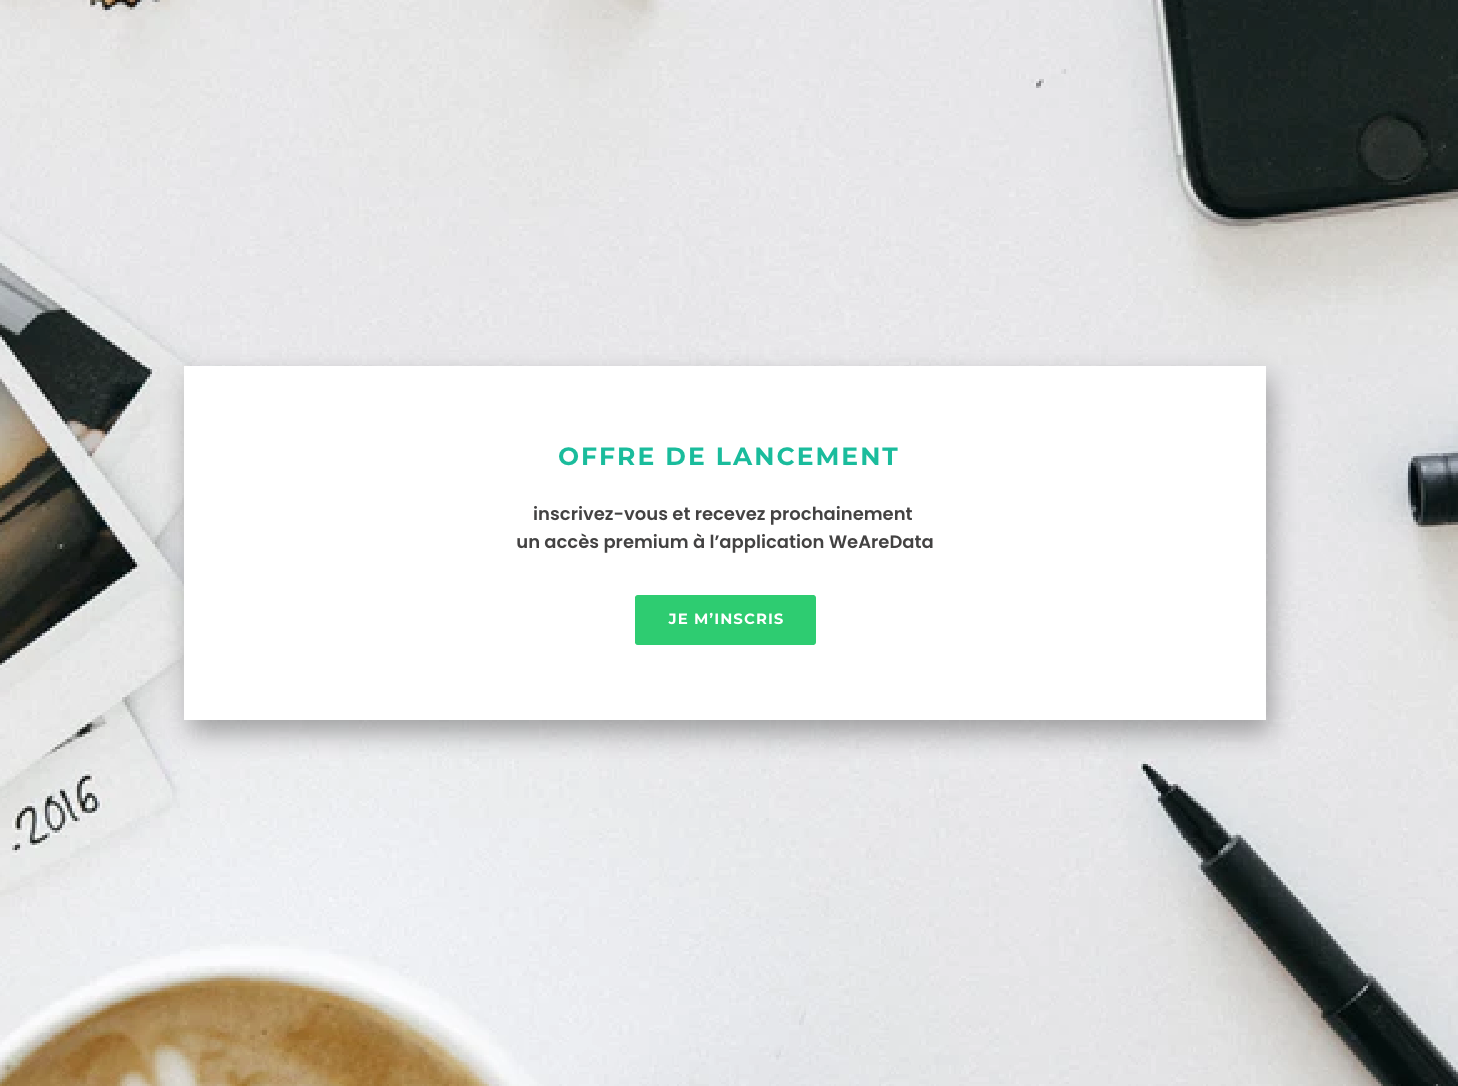 OFFRE DE LANCEMENT
inscrivez-vous et recevez prochainement
un accès premium à l’application WeAreData
JE M’INSCRIS
.2016